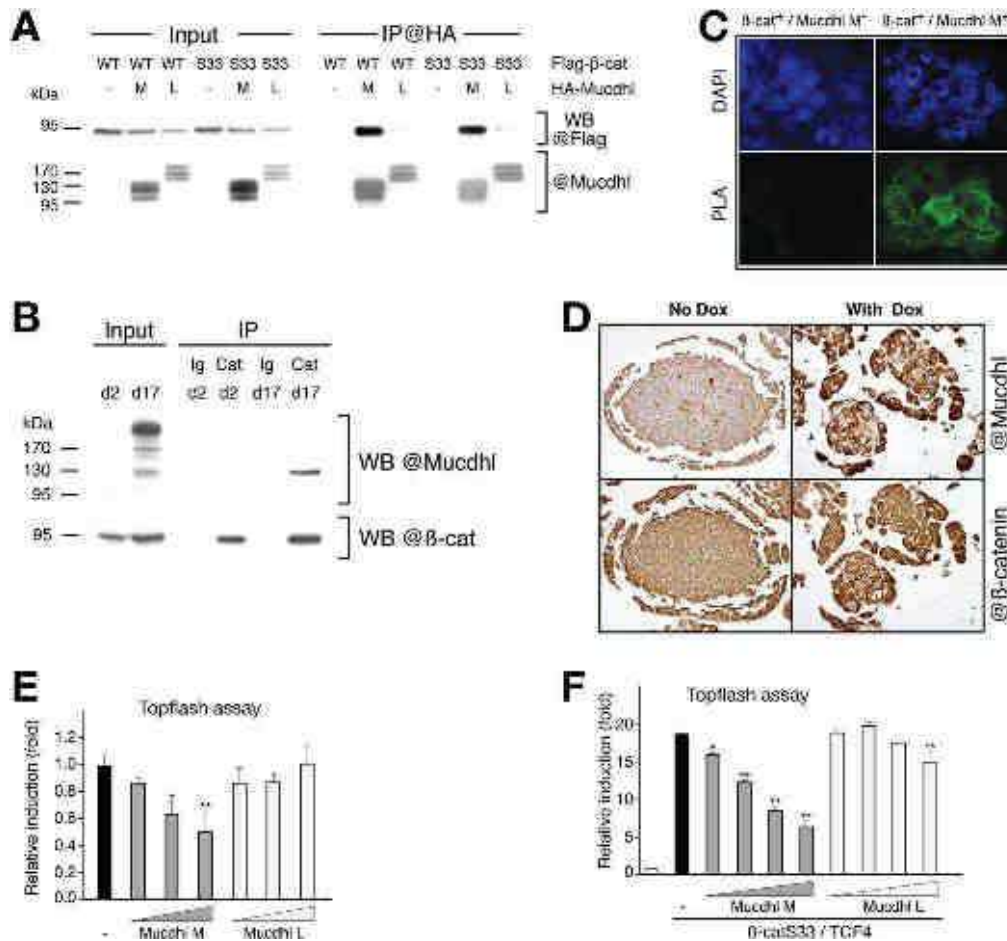 A
Input
IP@HA
WT WT WT S33 S33 S33
WT WT WT S33 S33 S33
Flag-β-cat
- M L - M L
- M L - M L
HA-Mucdhl
kDa
95
170
130
95
WB
@Flag
@Mucdhl
B
Input
IP
Ig Cat Ig Cat
d2 d17
d2 d2 d17 d17
kDa
170
130
95
95
WB @Mucdhl
WB @ß-cat
C
DAPI
PLA
D
No Dox
With Dox
@Mucdhl
@ß-catenin
E
Topflash assay
Relative induction (fold)
1.2
1.0
0.8
0.6
0.4
0.2
0.0
*
**
-
Mucdhl M
Mucdhl L
F
Topflash assay
Relative induction (fold)
20
15
10
5
0
**
**
**
-
Mucdhl M
Mucdhl L
β-catS33 / TCF4